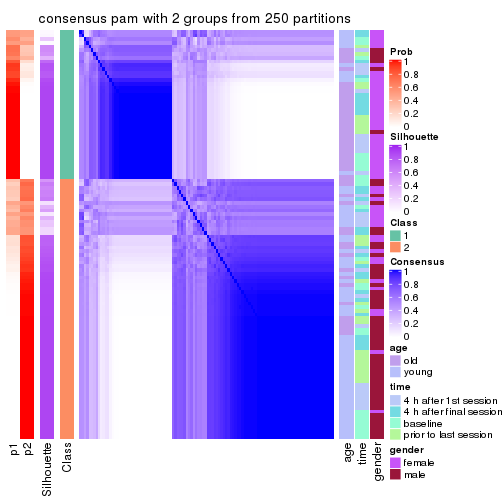 consensus pam with 2 groups from 250 partitions
Prob
1
0.8
0.6
0.4
0.2
0
Silhouette
1
0.8
0.6
0.4
0.2
0
Class
1
2
Consensus
1
0.8
0.6
0.4
0.2
0
age
old
young
time
4 h after 1st session
4 h after final session
baseline
prior to last session
gender
female
male
p1
p2
Silhouette
Class
age
time
gender